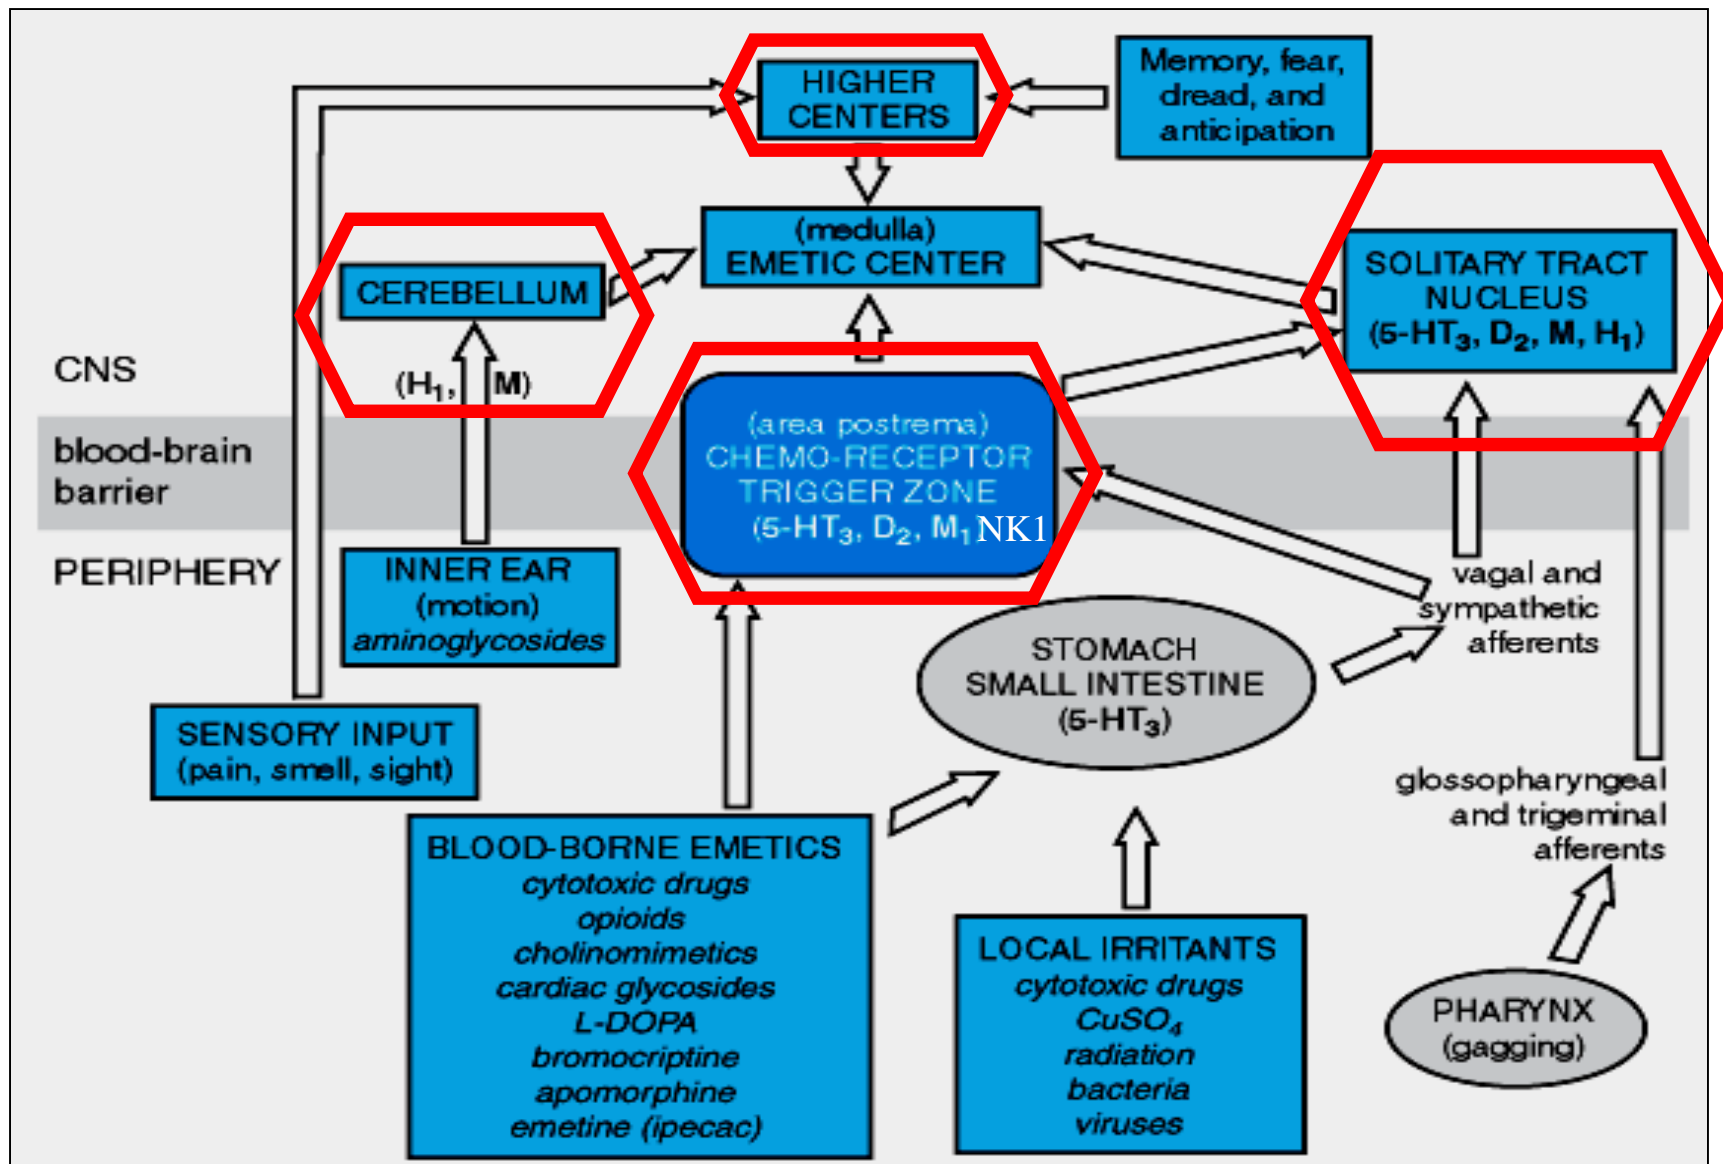 HIGHER
CENTERS
Memory, fear,
dread, and
anticipation
(medulla)
EMETIC CENTER
CEREBELLUM
SOLITARY TRACT
NUCLEUS
(5-HT₃, D₂, M, H₁)
CNS
(H₁, M)
blood-brain
barrier
(area postrema)
CHEMO-RECEPTOR
TRIGGER ZONE
(5-HT₃, D₂, M₁)NK1
PERIPHERY
INNER EAR
(motion)
aminoglycosides
vagal and
sympathetic
afferents
STOMACH
SMALL INTESTINE
(5-HT₃)
SENSORY INPUT
(pain, smell, sight)
glossopharyngeal
and trigeminal
afferents
BLOOD-BORNE EMETICS
cytotoxic drugs
opioids
cholinomimetics
cardiac glycosides
L-DOPA
bromocriptine
apomorphine
emetine (ipecac)
LOCAL IRRITANTS
cytotoxic drugs
CuSO₄
radiation
bacteria
viruses
PHARYNX
(gagging)